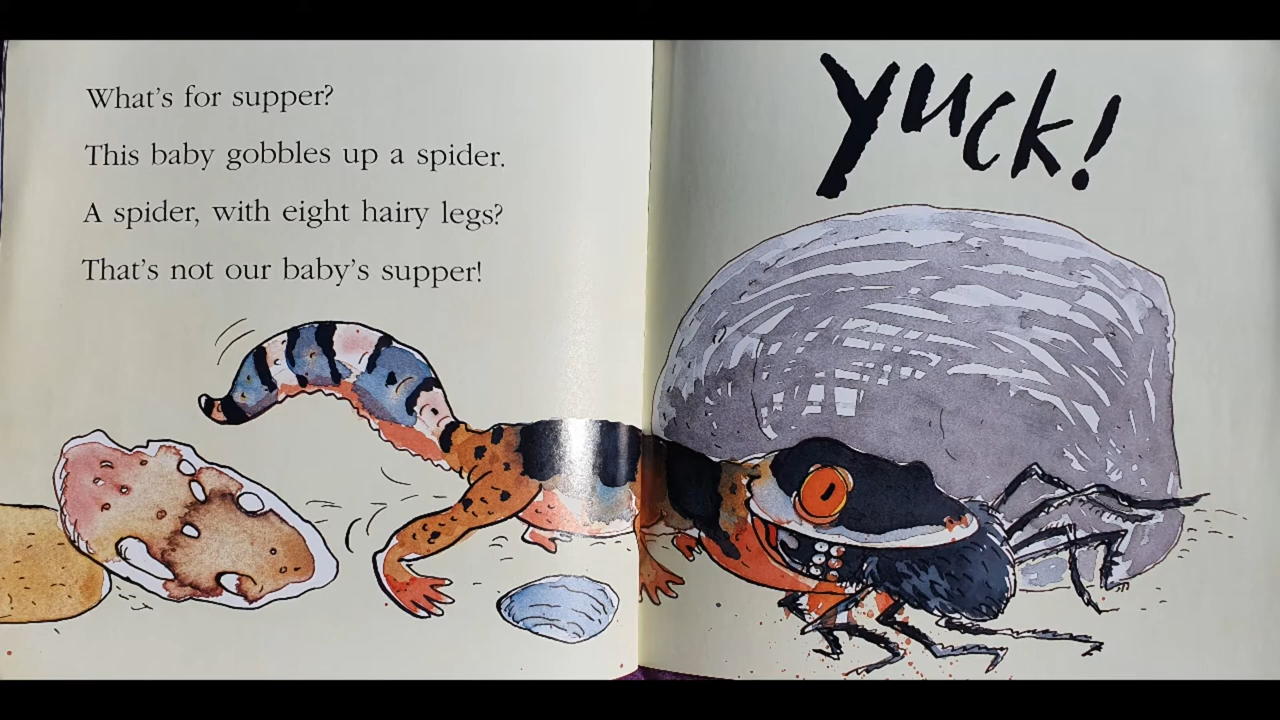 What's for supper?
This baby gobbles up a spider.
A spider, with eight hairy legs?
That's not our baby's supper!
Yuck!